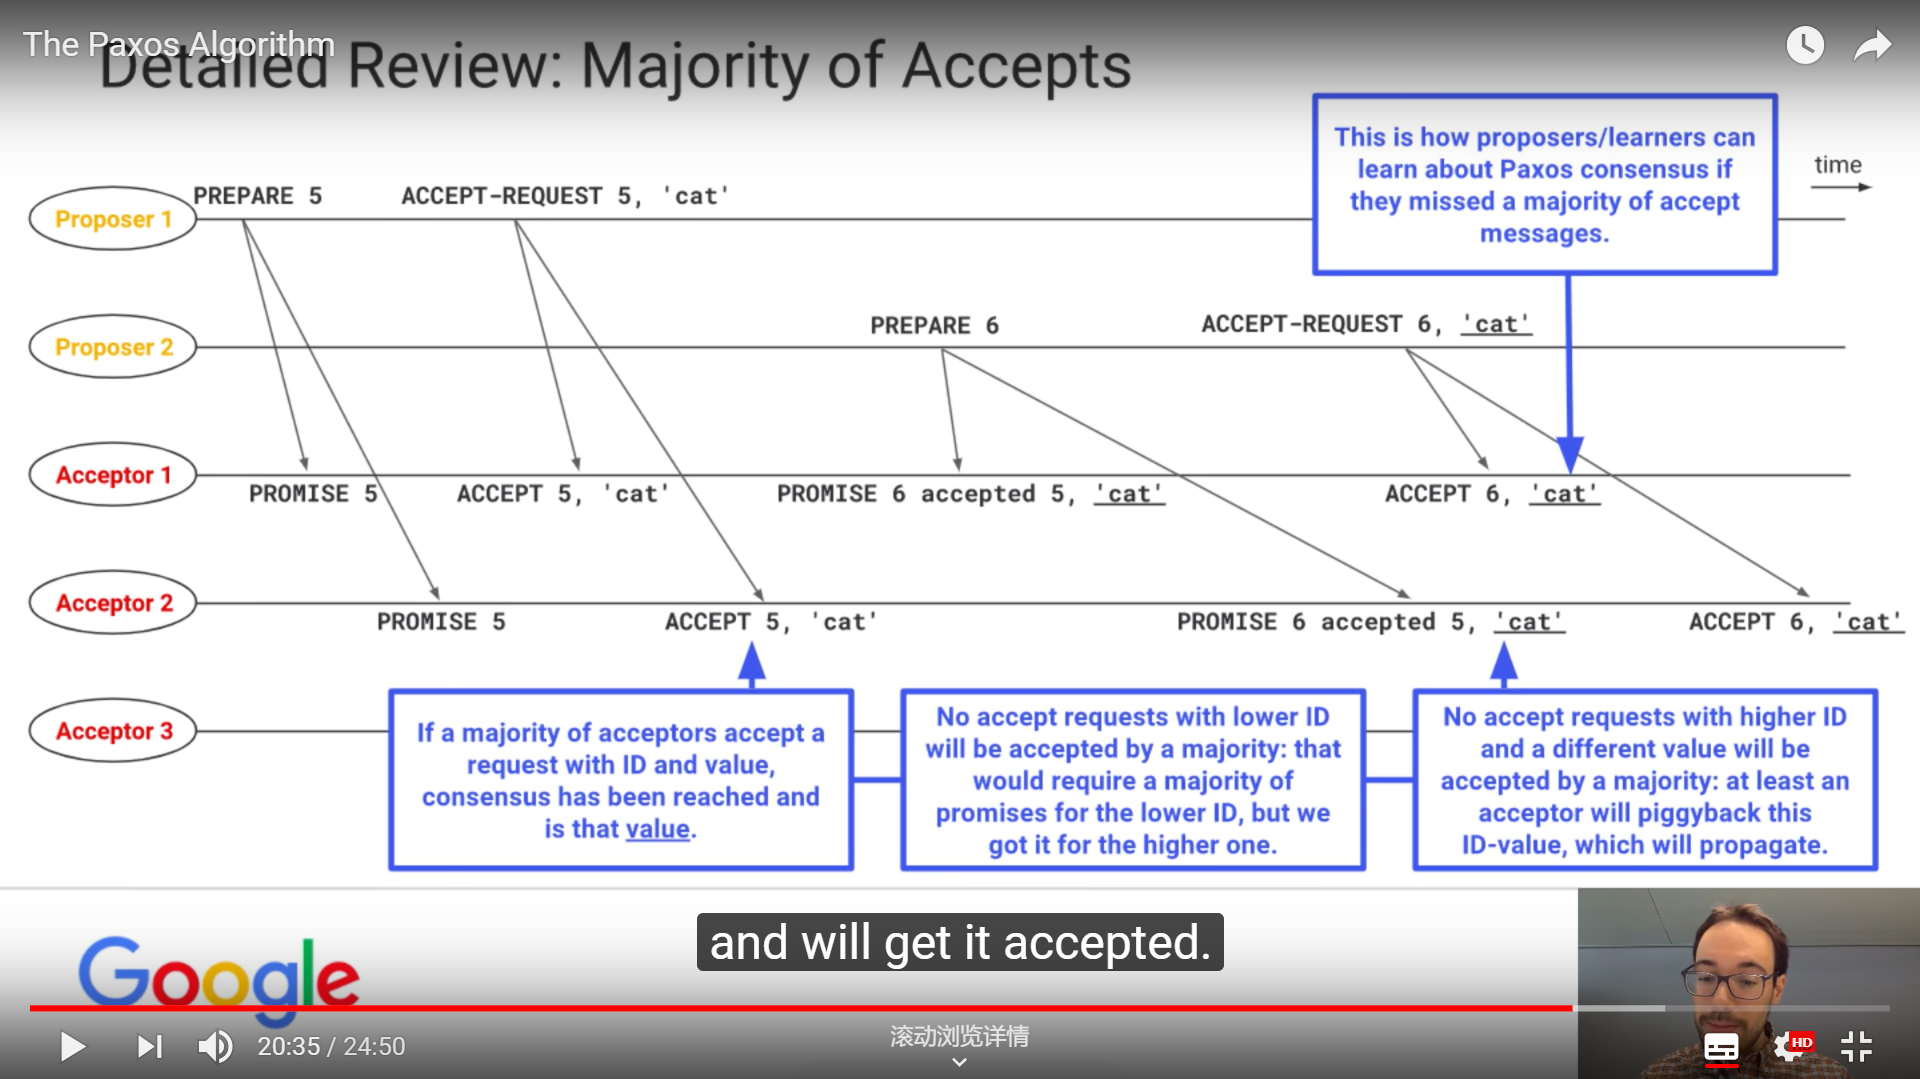 The Paxos Algorithm
Detailed Review: Majority of Accepts
This is how proposers/learners can
learn about Paxos consensus if
they missed a majority of accept
messages.
time
PREPARE 5
ACCEPT-REQUEST 5, 'cat'
Proposer 1
PREPARE 6
ACCEPT-REQUEST 6, 'cat'
Proposer 2
Acceptor 1
PROMISE 5
ACCEPT 5, 'cat'
PROMISE 6 accepted 5, 'cat'
ACCEPT 6, 'cat'
Acceptor 2
PROMISE 5
ACCEPT 5, 'cat'
PROMISE 6 accepted 5, 'cat'
ACCEPT 6, 'cat'
Acceptor 3
If a majority of acceptors accept a
request with ID and value,
consensus has been reached and
is that value.
No accept requests with lower ID
will be accepted by a majority: that
would require a majority of
promises for the lower ID, but we
got it for the higher one.
No accept requests with higher ID
and a different value will be
accepted by a majority: at least an
acceptor will piggyback this
ID-value, which will propagate.
and will get it accepted.
Google
20:35 / 24:50
滚动浏览详情
HD